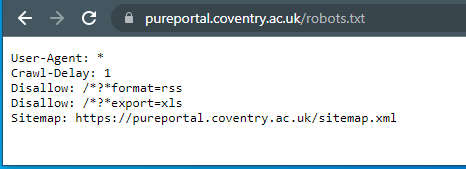 pureportal.coventry.ac.uk/robots.txt
User-Agent: *
Crawl-Delay: 1
Disallow: /*?*format=rss
Disallow: /*?*export=xls
Sitemap: https://pureportal.coventry.ac.uk/sitemap.xml